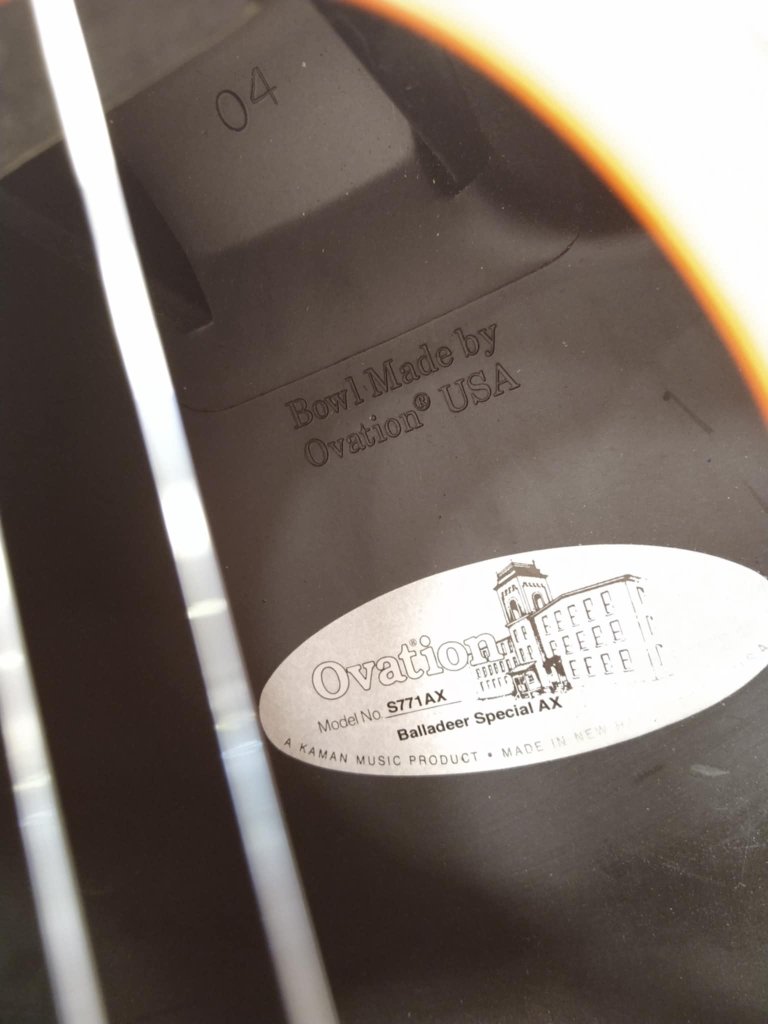 04
Bowl Made by
Ovation® USA
1
Ovation®
Model No. S771AX
Balladeer Special AX
A KAMAN MUSIC PRODUCT • MADE IN NEW